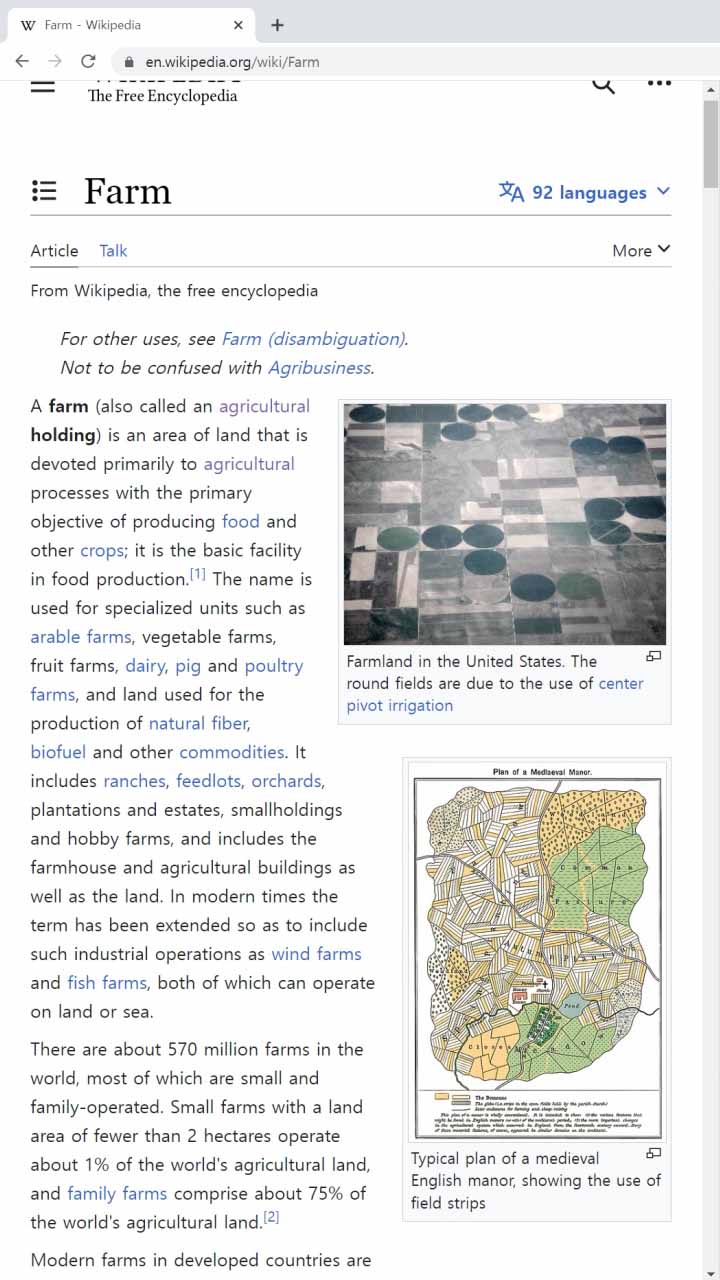 Farm - Wikipedia
en.wikipedia.org/wiki/Farm
The Free Encyclopedia
Farm
92 languages
Article Talk More
From Wikipedia, the free encyclopedia
For other uses, see Farm (disambiguation).
Not to be confused with Agribusiness.
A farm (also called an agricultural
holding) is an area of land that is
devoted primarily to agricultural
processes with the primary
objective of producing food and
other crops; it is the basic facility
in food production.[1] The name is
used for specialized units such as
arable farms, vegetable farms,
fruit farms, dairy, pig and poultry
farms, and land used for the
production of natural fiber,
biofuel and other commodities. It
includes ranches, feedlots, orchards,
plantations and estates, smallholdings
and hobby farms, and includes the
farmhouse and agricultural buildings as
well as the land. In modern times the
term has been extended so as to include
such industrial operations as wind farms
and fish farms, both of which can operate
on land or sea.
There are about 570 million farms in the
world, most of which are small and
family-operated. Small farms with a land
area of fewer than 2 hectares operate
about 1% of the world's agricultural land,
and family farms comprise about 75% of
the world's agricultural land.[2]
Modern farms in developed countries are
Farmland in the United States. The
round fields are due to the use of center
pivot irrigation
Plan of a Mediaeval Manor.
Common
Pasture
Pond
The Demesne
Typical plan of a medieval
English manor, showing the use of
field strips